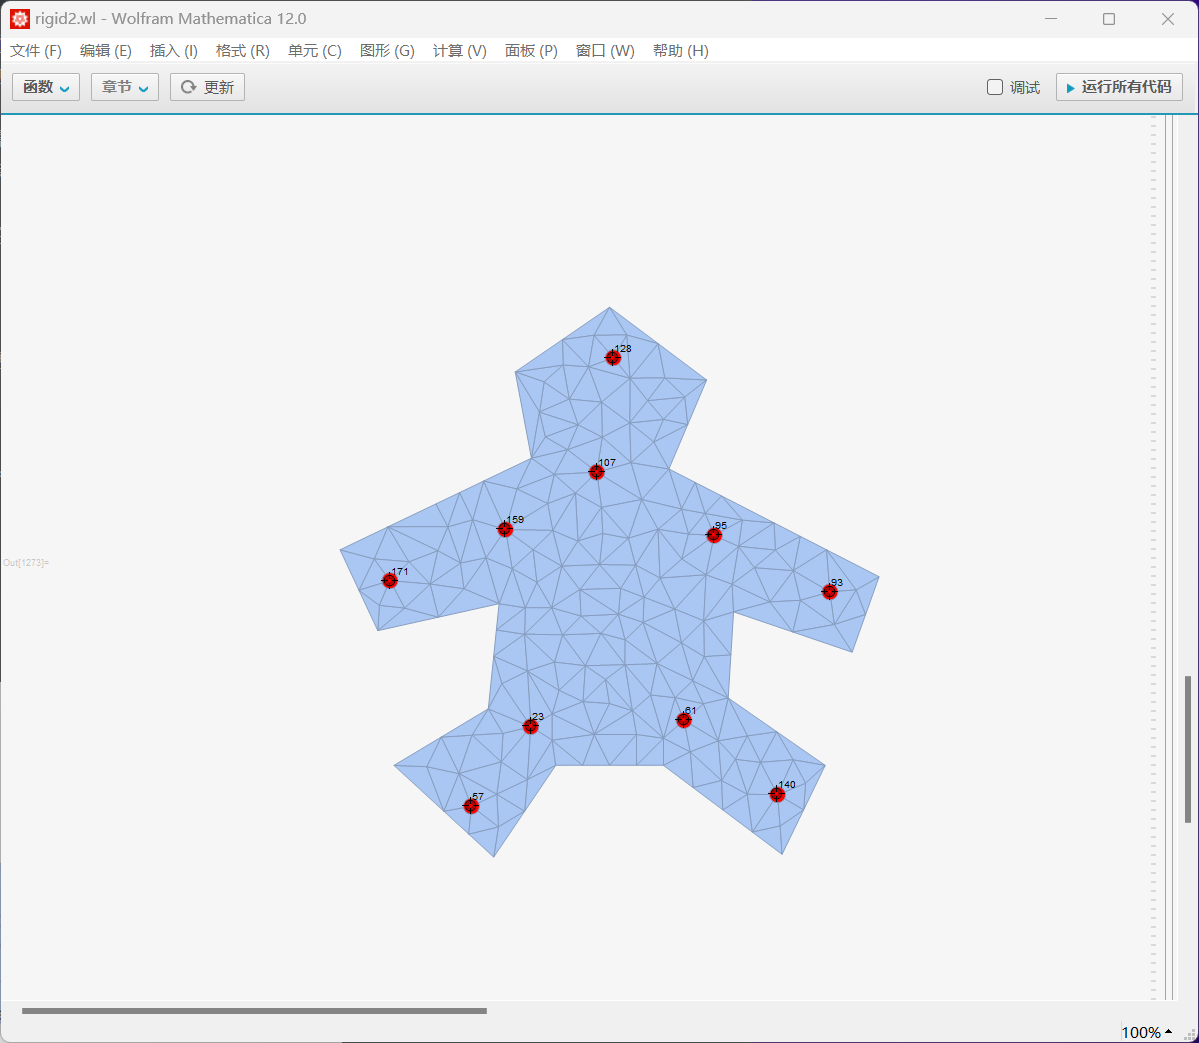 rigid2.wl - Wolfram Mathematica 12.0
文件 (F) 编辑 (E) 插入 (I) 格式 (R) 单元 (C) 图形 (G) 计算 (V) 面板 (P) 窗口 (W) 帮助 (H)
函数 章节 更新 调试 运行所有代码
128
107
159
95
Out[1273]=
171
93
61
23
140
57
100%